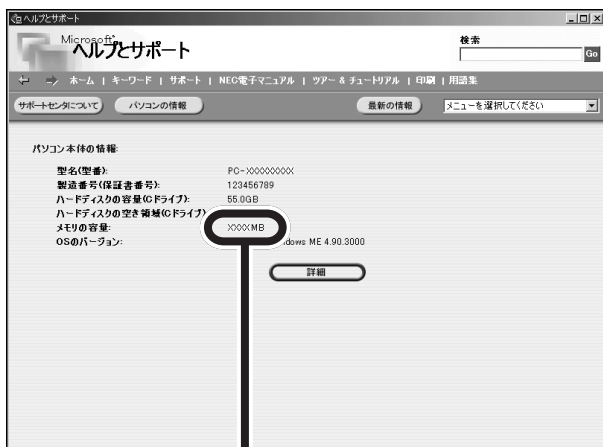 ヘルプとサポート
Microsoft
ヘルプとサポート
検索
Go
ホーム | キーワード | サポート | NEC電子マニュアル | ツアー & チュートリアル | 印刷 | 用語集
サポートセンタについて パソコンの情報 最新の情報 メニューを選択してください
パソコン本体の情報:
型名(型番): PC-XXXXXXXXX
製造番号(保証書番号): 123456789
ハードディスクの容量(Cドライブ): 55.0GB
ハードディスクの空き領域(Cドライブ)
メモリの容量: XXXXMB
OSのバージョン: ndows ME 4.90.3000
詳細